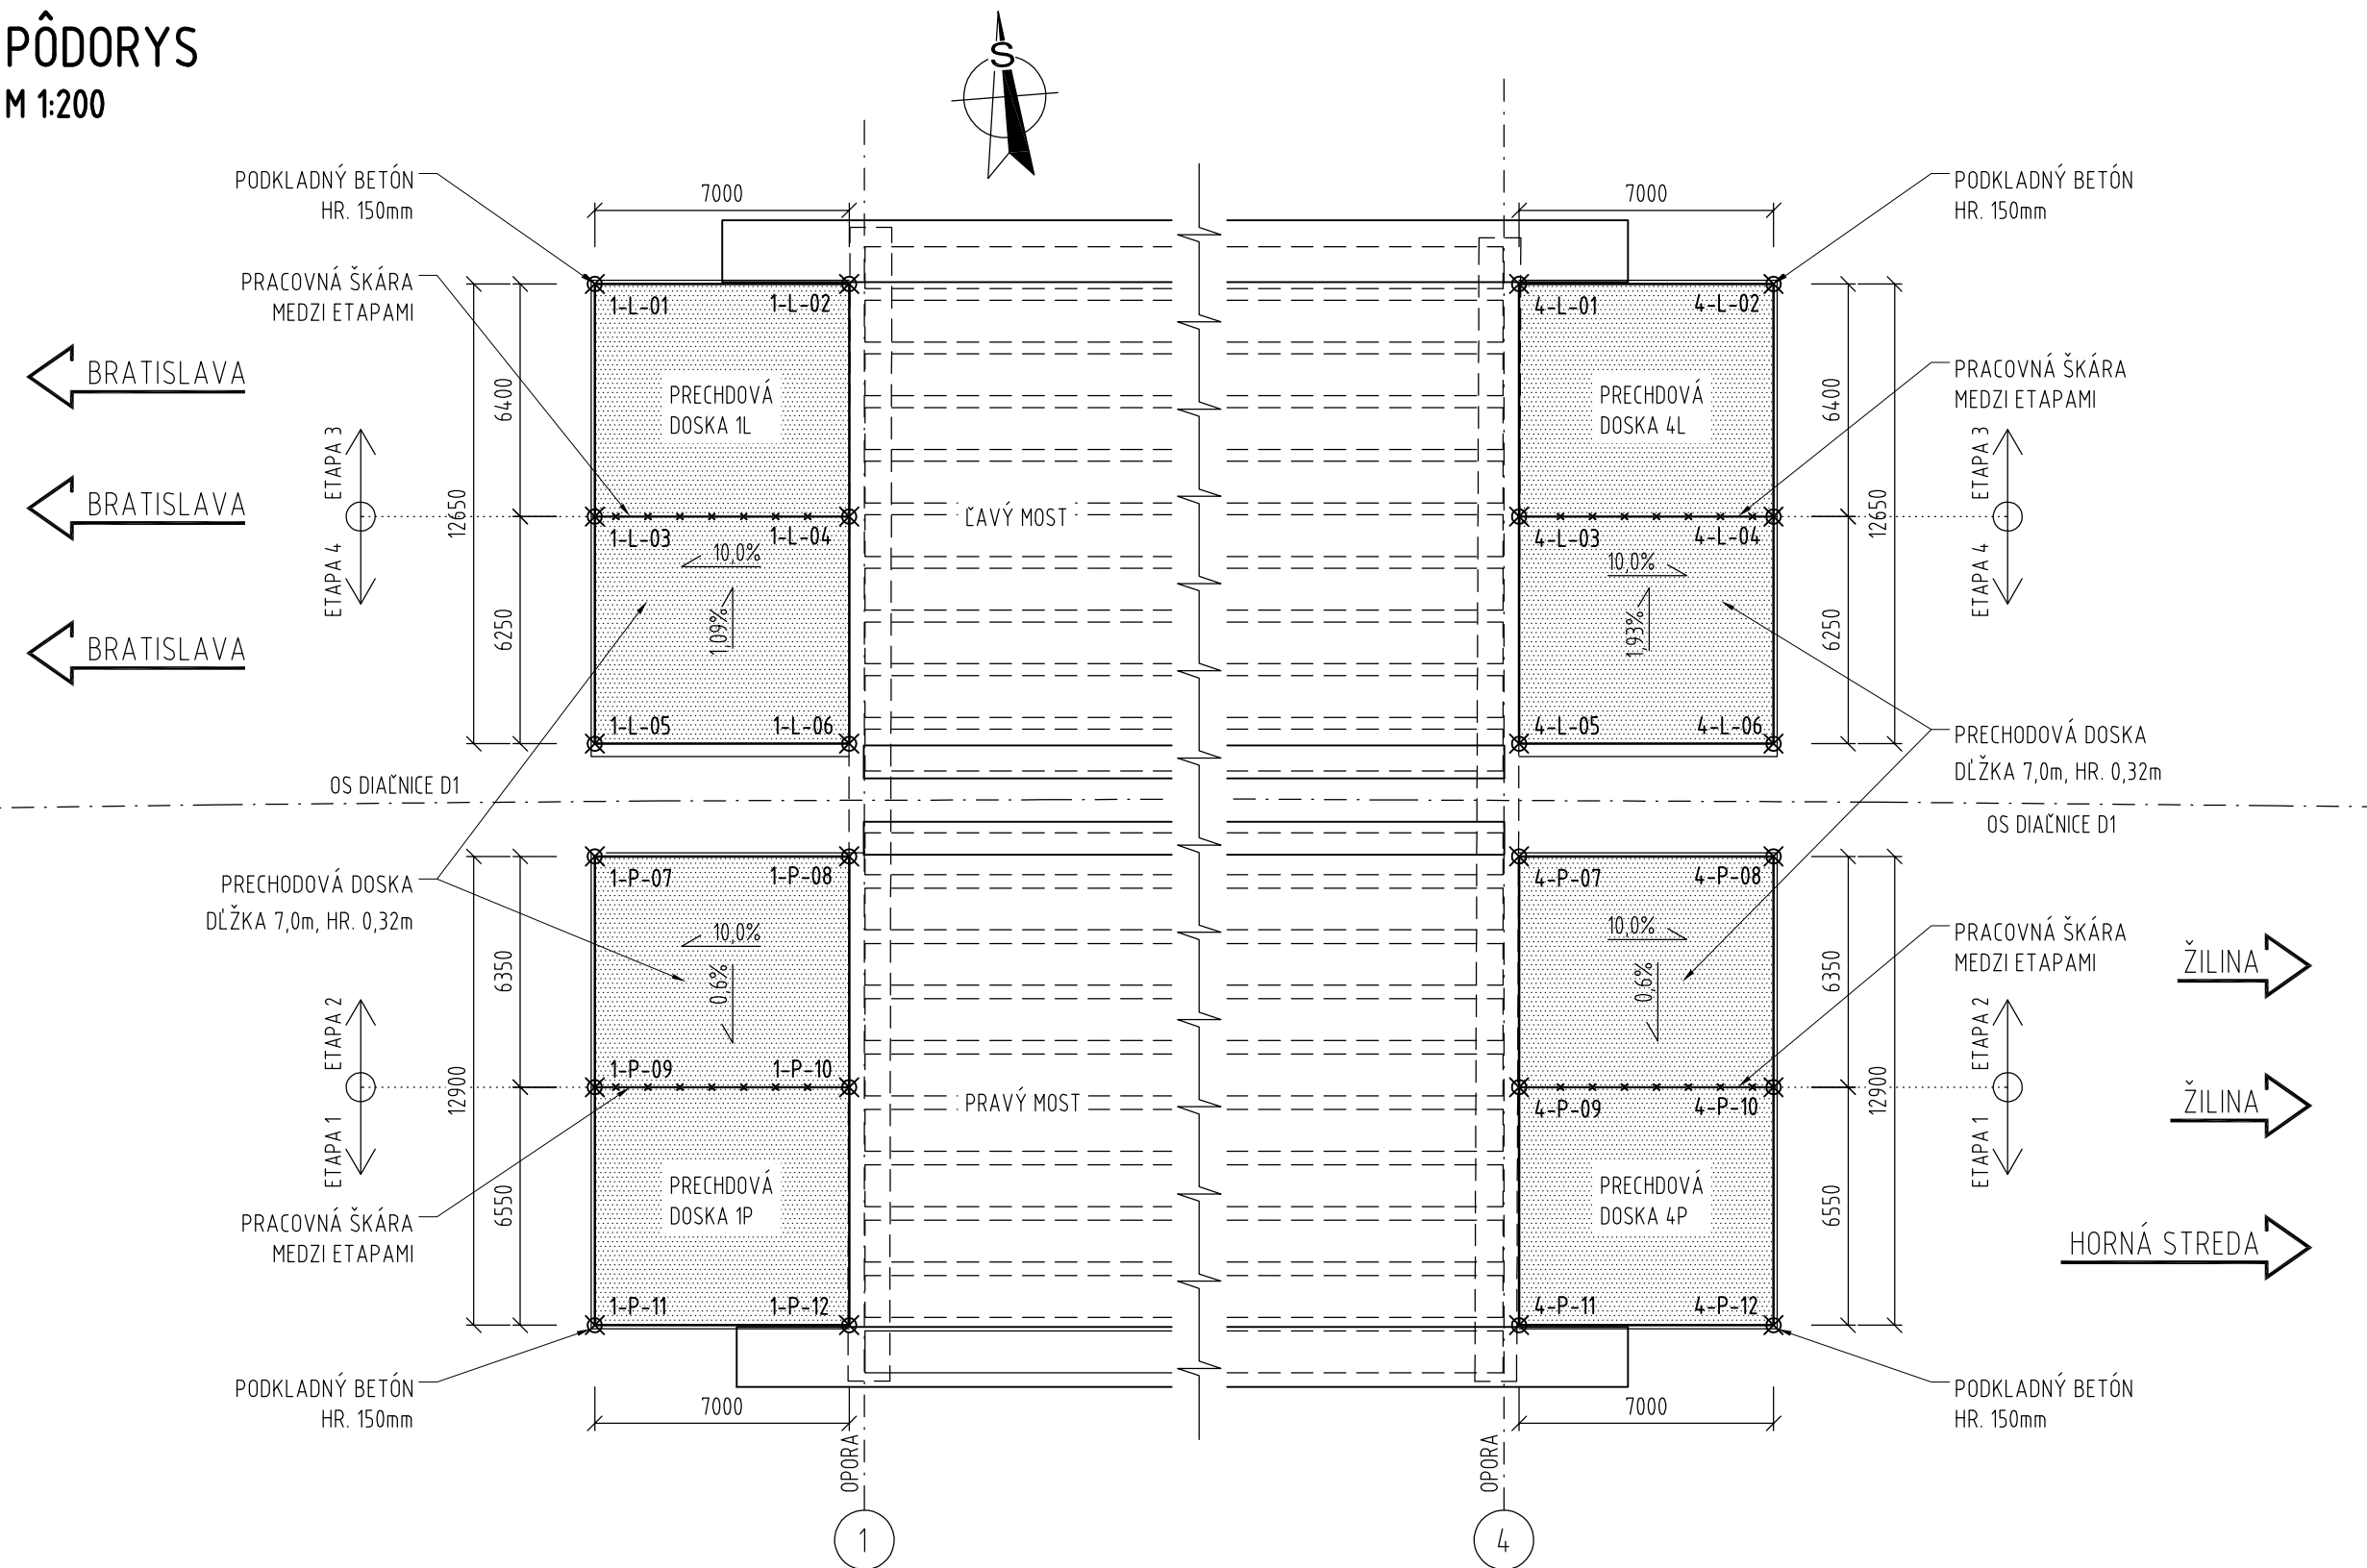 PÔDORYS
M 1:200
S
PODKLADNÝ BETÓN
HR. 150mm
7000
7000
PODKLADNÝ BETÓN
HR. 150mm
PRACOVNÁ ŠKÁRA
MEDZI ETAPAMI
1-L-01
1-L-02
4-L-01
4-L-02
BRATISLAVA
PRECHDOVÁ
DOSKA 1L
PRECHDOVÁ
DOSKA 4L
PRACOVNÁ ŠKÁRA
MEDZI ETAPAMI
6400
6400
ETAPA 3
ETAPA 3
BRATISLAVA
12650
ĽAVÝ MOST
12650
1-L-03
1-L-04
4-L-03
4-L-04
10,0%
10,0%
ETAPA 4
ETAPA 4
1,09%
1,93%
6250
6250
BRATISLAVA
1-L-05
1-L-06
4-L-05
4-L-06
PRECHODOVÁ DOSKA
DĹŽKA 7,0m, HR. 0,32m
OS DIAĽNICE D1
OS DIAĽNICE D1
PRECHODOVÁ DOSKA
DĹŽKA 7,0m, HR. 0,32m
1-P-07
1-P-08
4-P-07
4-P-08
10,0%
10,0%
PRACOVNÁ ŠKÁRA
MEDZI ETAPAMI
ŽILINA
0,6%
0,6%
6350
6350
ETAPA 2
ETAPA 2
1-P-09
1-P-10
12900
PRAVÝ MOST
4-P-09
4-P-10
12900
ŽILINA
ETAPA 1
ETAPA 1
PRECHDOVÁ
DOSKA 1P
PRECHDOVÁ
DOSKA 4P
6550
6550
PRACOVNÁ ŠKÁRA
MEDZI ETAPAMI
HORNÁ STREDA
1-P-11
1-P-12
4-P-11
4-P-12
PODKLADNÝ BETÓN
HR. 150mm
7000
7000
PODKLADNÝ BETÓN
HR. 150mm
OPORA
OPORA
1
4